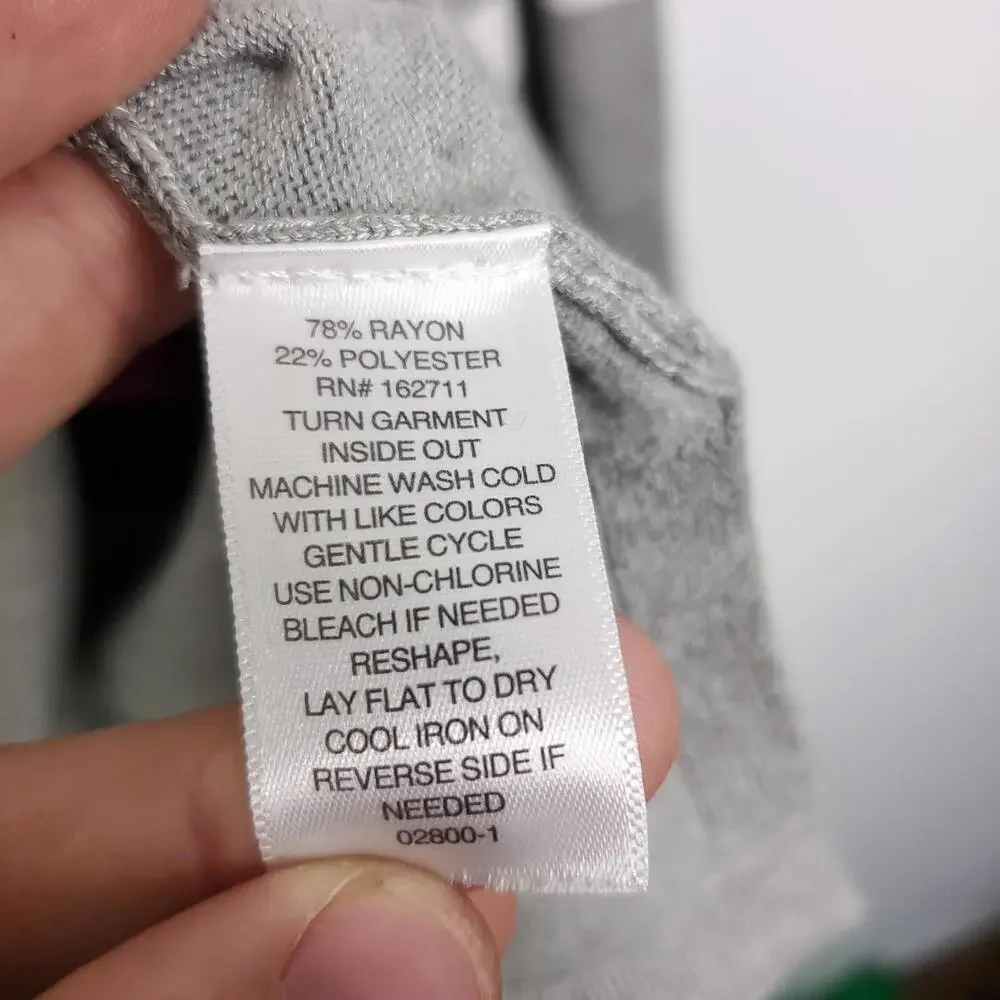 78% RAYON
22% POLYESTER
RN# 162711
TURN GARMENT
INSIDE OUT
MACHINE WASH COLD
WITH LIKE COLORS
GENTLE CYCLE
USE NON-CHLORINE
BLEACH IF NEEDED
RESHAPE,
LAY FLAT TO DRY
COOL IRON ON
REVERSE SIDE IF
NEEDED
02800-1